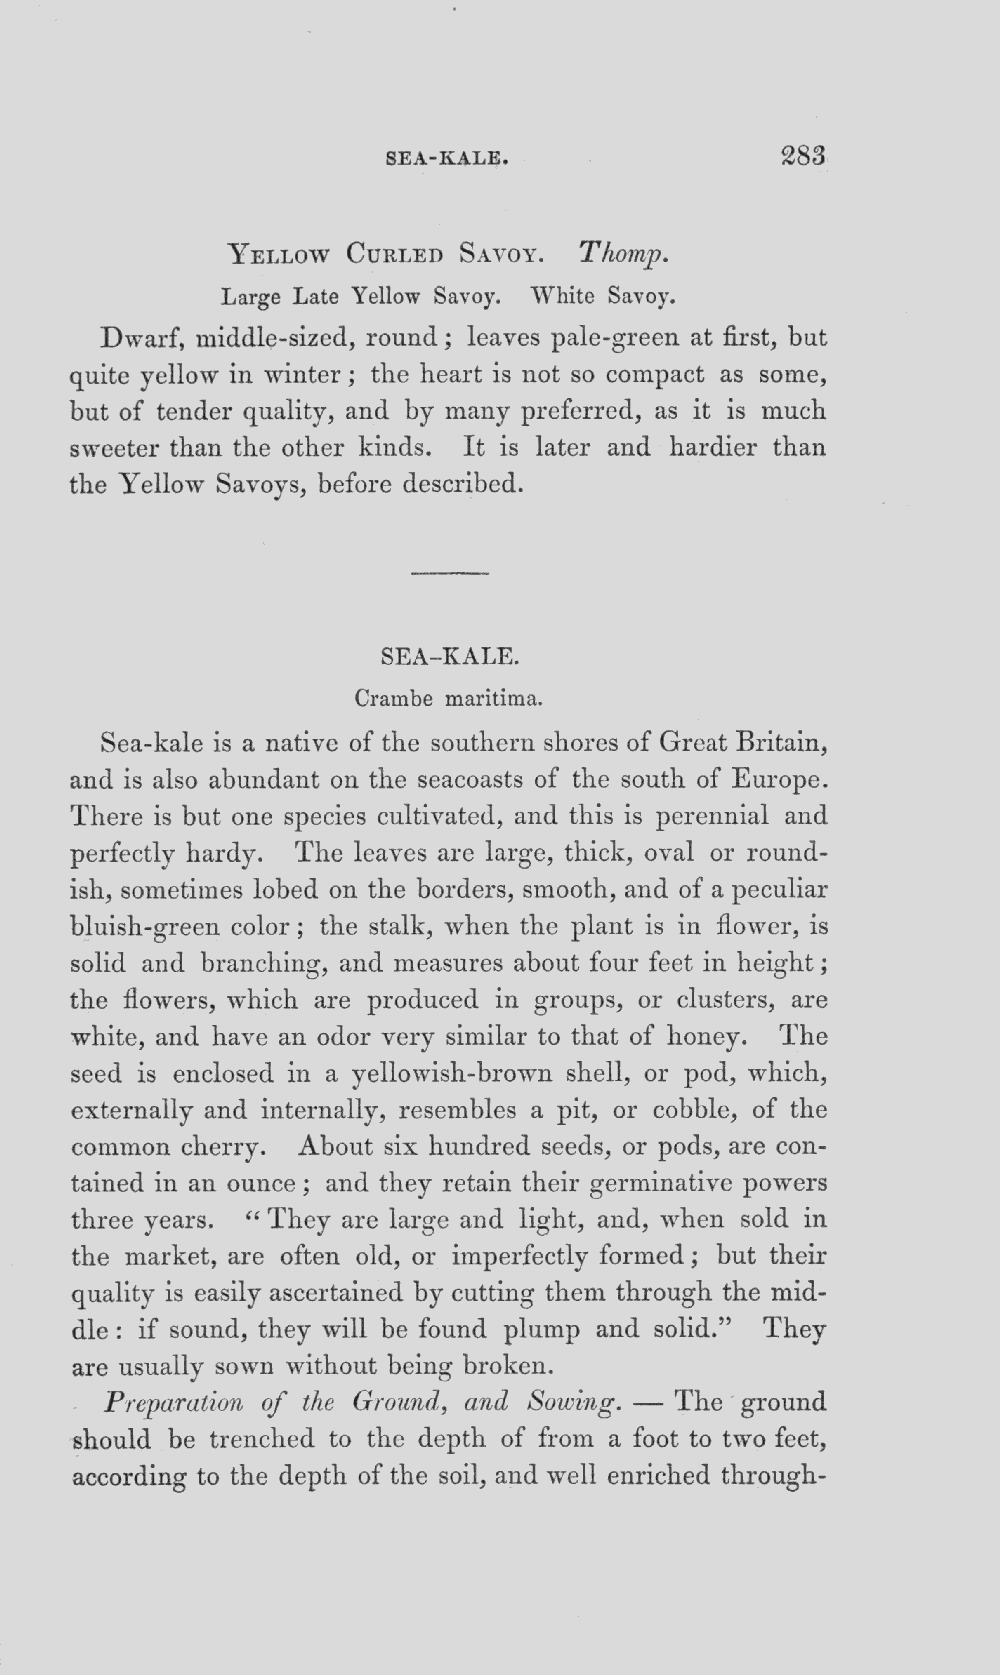 SEA-KALE. 283
YELLOW CURLED SAVOY. Thomp.
Large Late Yellow Savoy. White Savoy.
Dwarf, middle-sized, round; leaves pale-green at first, but
quite yellow in winter; the heart is not so compact as some,
but of tender quality, and by many preferred, as it is much
sweeter than the other kinds. It is later and hardier than
the Yellow Savoys, before described.
SEA-KALE.
Crambe maritima.
Sea-kale is a native of the southern shores of Great Britain,
and is also abundant on the seacoasts of the south of Europe.
There is but one species cultivated, and this is perennial and
perfectly hardy. The leaves are large, thick, oval or round-
ish, sometimes lobed on the borders, smooth, and of a peculiar
bluish-green color; the stalk, when the plant is in flower, is
solid and branching, and measures about four feet in height;
the flowers, which are produced in groups, or clusters, are
white, and have an odor very similar to that of honey. The
seed is enclosed in a yellowish-brown shell, or pod, which,
externally and internally, resembles a pit, or cobble, of the
common cherry. About six hundred seeds, or pods, are con-
tained in an ounce; and they retain their germinative powers
three years. "They are large and light, and, when sold in
the market, are often old, or imperfectly formed; but their
quality is easily ascertained by cutting them through the mid-
dle: if sound, they will be found plump and solid." They
are usually sown without being broken.
Preparation of the Ground, and Sowing. — The ground
should be trenched to the depth of from a foot to two feet,
according to the depth of the soil, and well enriched through-